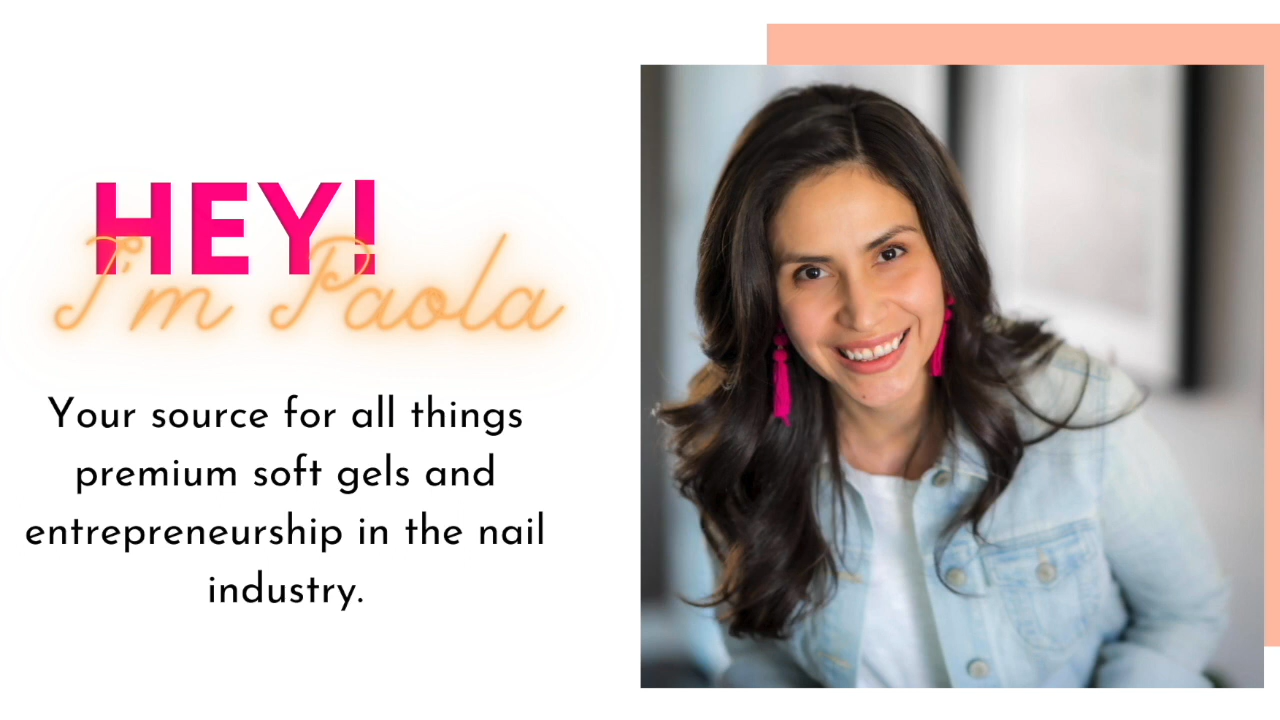 HEY!
I'm Paola
Your source for all things
premium soft gels and
entrepreneurship in the nail
industry.